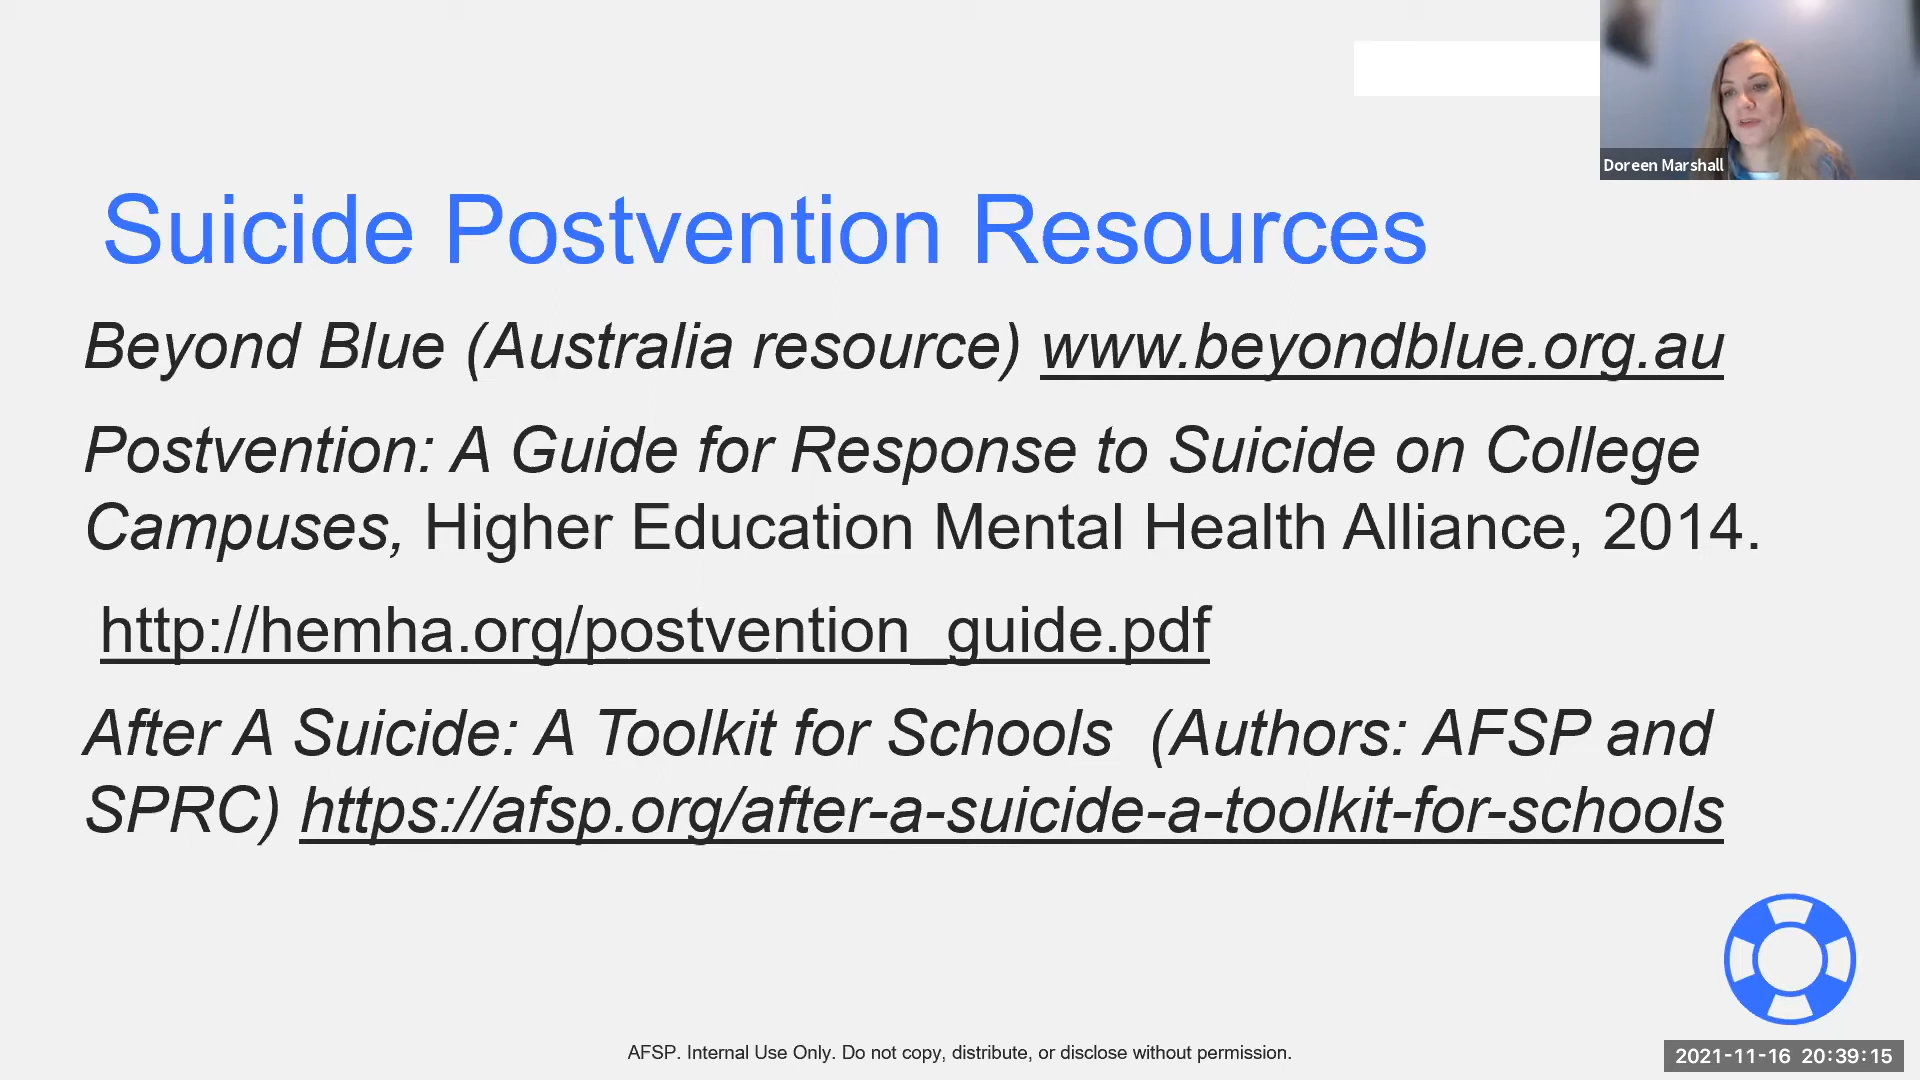 Doreen Marshall
Suicide Postvention Resources
Beyond Blue (Australia resource) www.beyondblue.org.au
Postvention: A Guide for Response to Suicide on College
Campuses, Higher Education Mental Health Alliance, 2014.
http://hemha.org/postvention_guide.pdf
After A Suicide: A Toolkit for Schools  (Authors: AFSP and
SPRC) https://afsp.org/after-a-suicide-a-toolkit-for-schools
AFSP. Internal Use Only. Do not copy, distribute, or disclose without permission.
2021-11-16 20:39:15